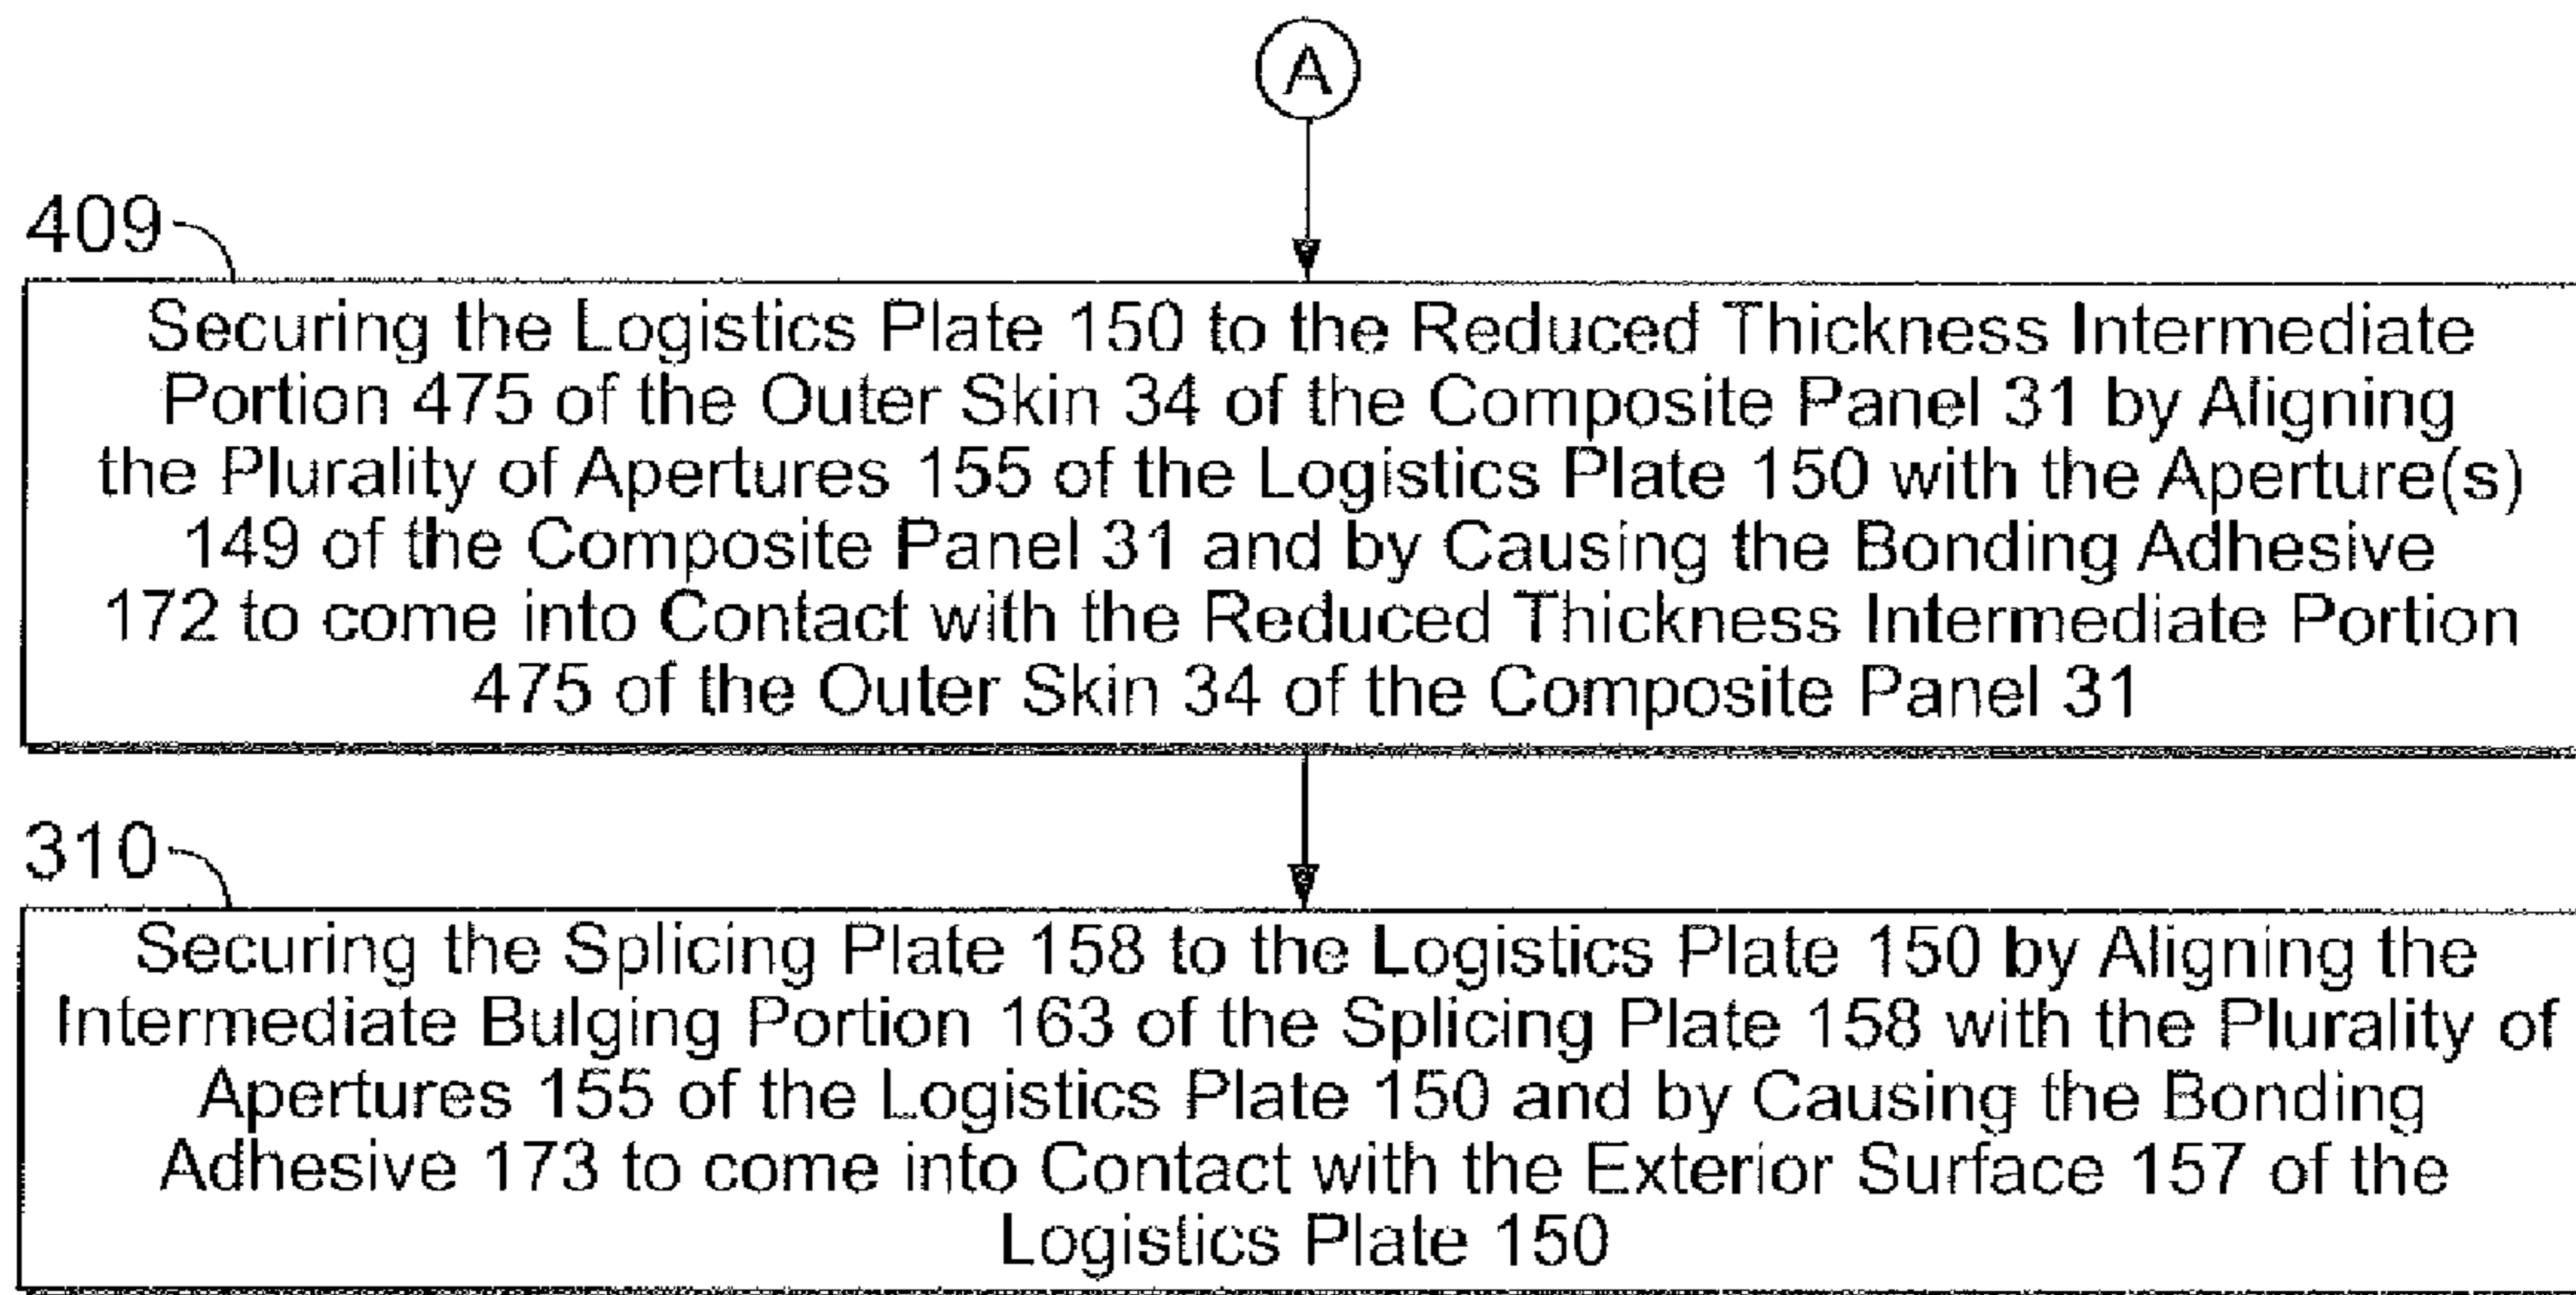 A
409
Securing the Logistics Plate 150 to the Reduced Thickness Intermediate
Portion 475 of the Outer Skin 34 of the Composite Panel 31 by Aligning
the Plurality of Apertures 155 of the Logistics Plate 150 with the Aperture(s)
149 of the Composite Panel 31 and by Causing the Bonding Adhesive
172 to come into Contact with the Reduced Thickness Intermediate Portion
475 of the Outer Skin 34 of the Composite Panel 31
310
Securing the Splicing Plate 158 to the Logistics Plate 150 by Aligning the
Intermediate Bulging Portion 163 of the Splicing Plate 158 with the Plurality of
Apertures 155 of the Logistics Plate 150 and by Causing the Bonding
Adhesive 173 to come into Contact with the Exterior Surface 157 of the
Logistics Plate 150